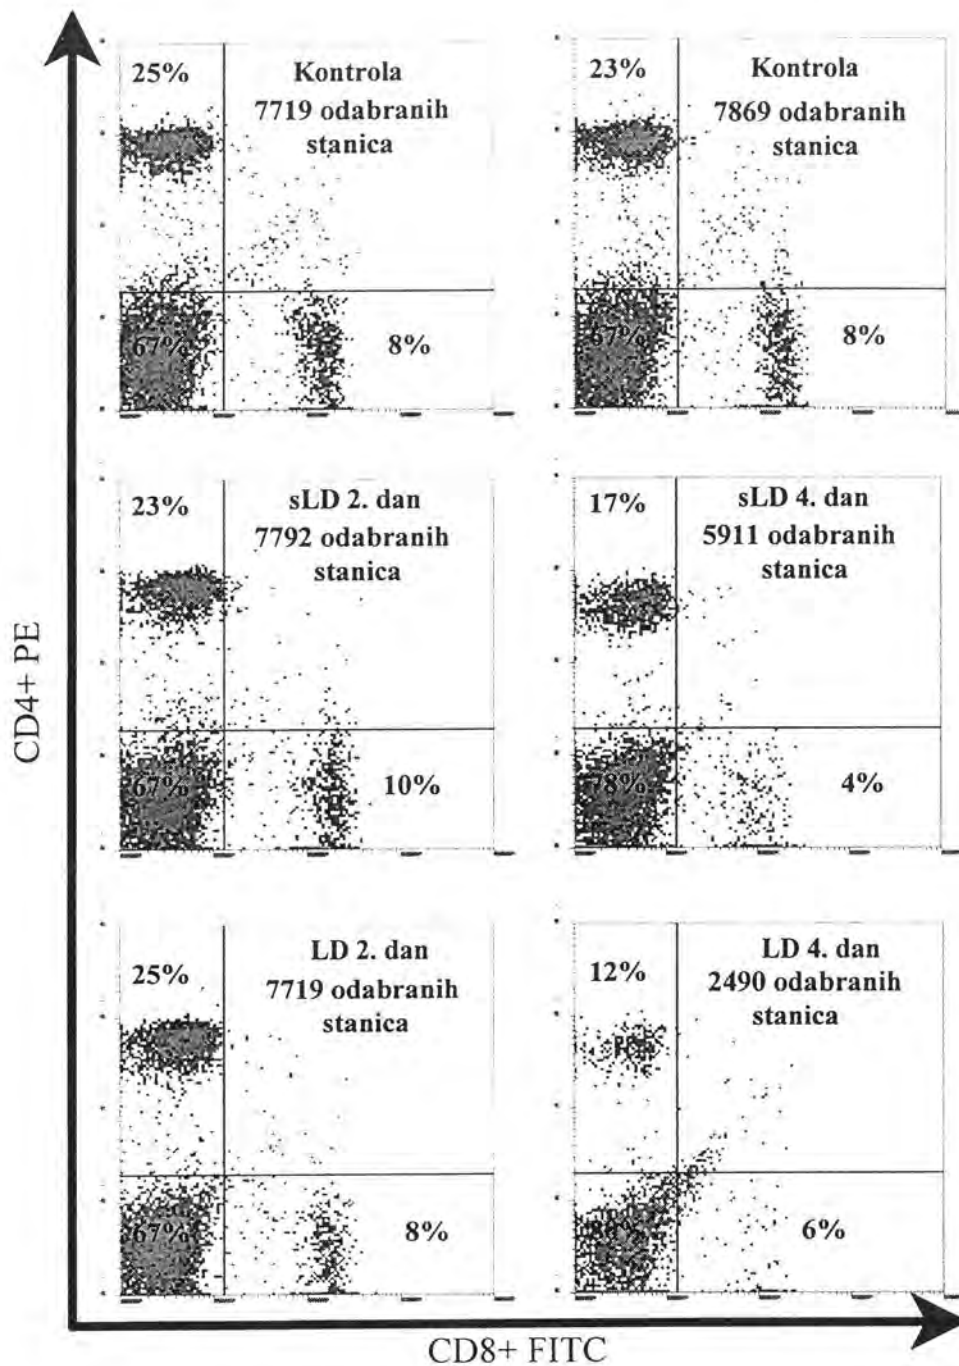 25%
Kontrola
7719 odabranih
stanica
67%
8%
23%
Kontrola
7869 odabranih
stanica
67%
8%
23%
sLD 2. dan
7792 odabranih
stanica
67%
10%
17%
sLD 4. dan
5911 odabranih
stanica
78%
4%
25%
LD 2. dan
7719 odabranih
stanica
67%
8%
12%
LD 4. dan
2490 odabranih
stanica
6%
CD4+ PE
CD8+ FITC